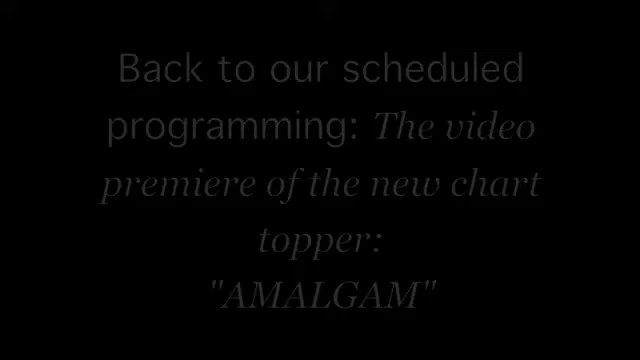 Back to our scheduled
programming: The video
premiere of the new chart
topper:
"AMALGAM"